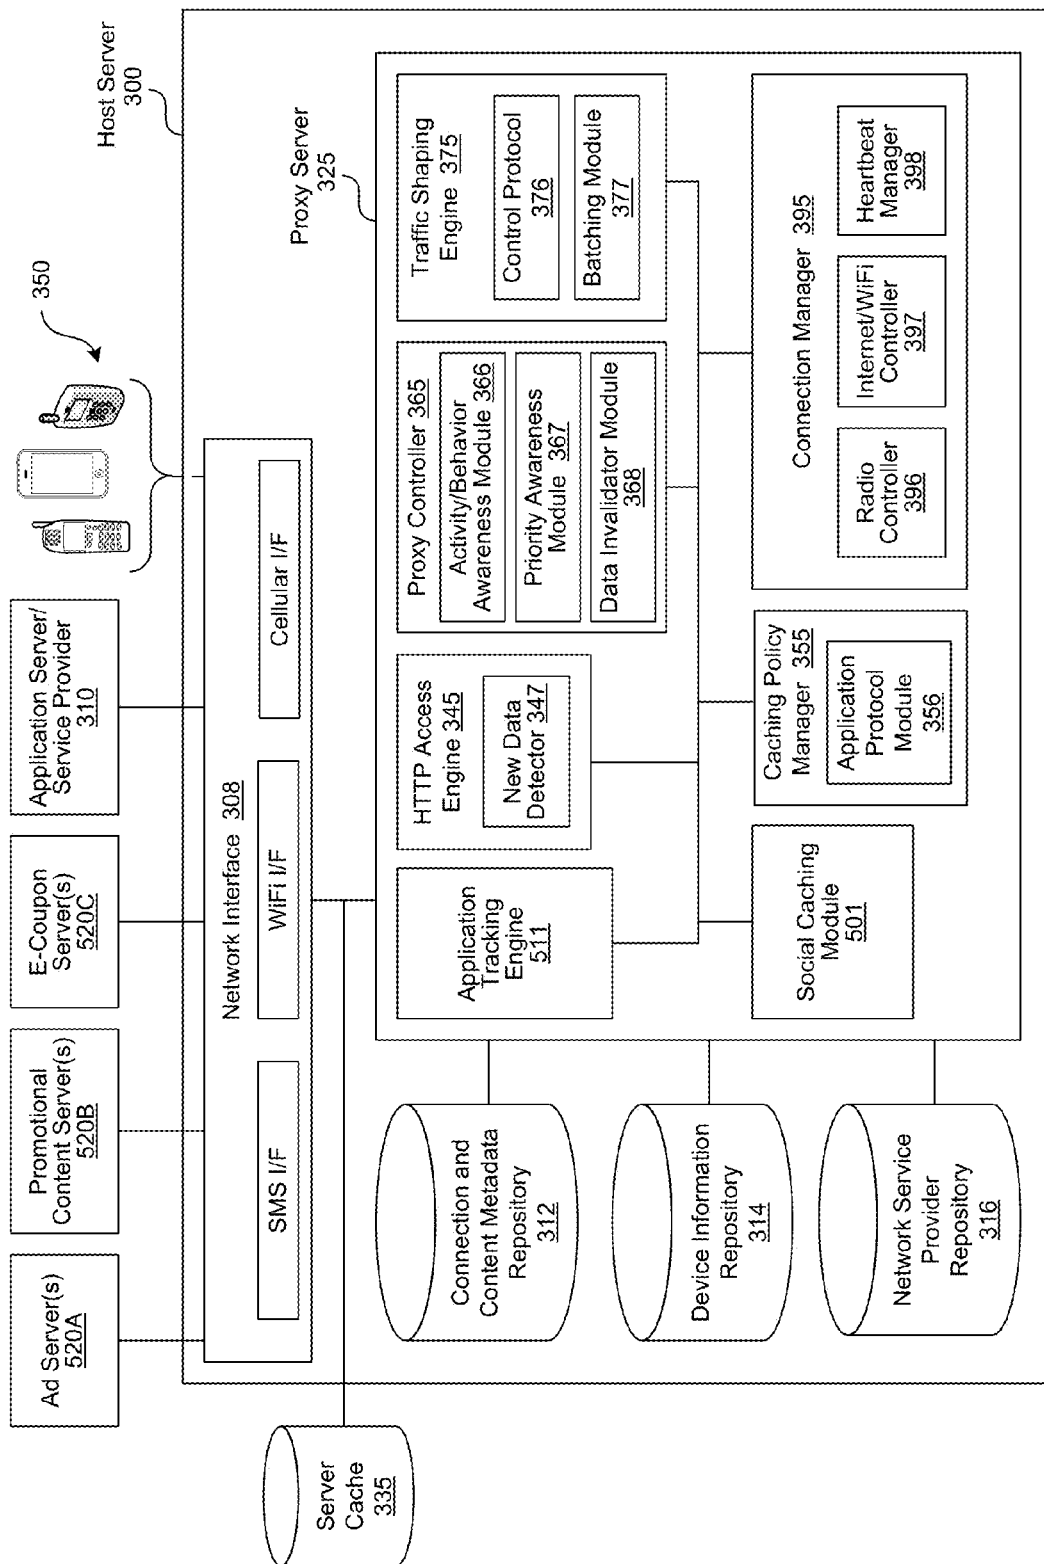 Ad Server(s)
520A
Promotional
Content Server(s)
520B
E-Coupon
Server(s)
520C
Application Server/
Service Provider
310
350
Host Server
300
Network Interface 308
SMS I/F
WiFi I/F
Cellular I/F
Server
Cache
335
Proxy Server
325
Connection and
Content Metadata
Repository
312
Device Information
Repository
314
Network Service
Provider
Repository
316
Application
Tracking
Engine
511
HTTP Access
Engine 345
New Data
Detector 347
Proxy Controller 365
Activity/Behavior
Awareness Module 366
Priority Awareness
Module 367
Data Invalidator Module
368
Traffic Shaping
Engine 375
Control Protocol
376
Batching Module
377
Social Caching
Module
501
Caching Policy
Manager 355
Application
Protocol
Module
356
Connection Manager 395
Radio
Controller
396
Internet/WiFi
Controller
397
Heartbeat
Manager
398